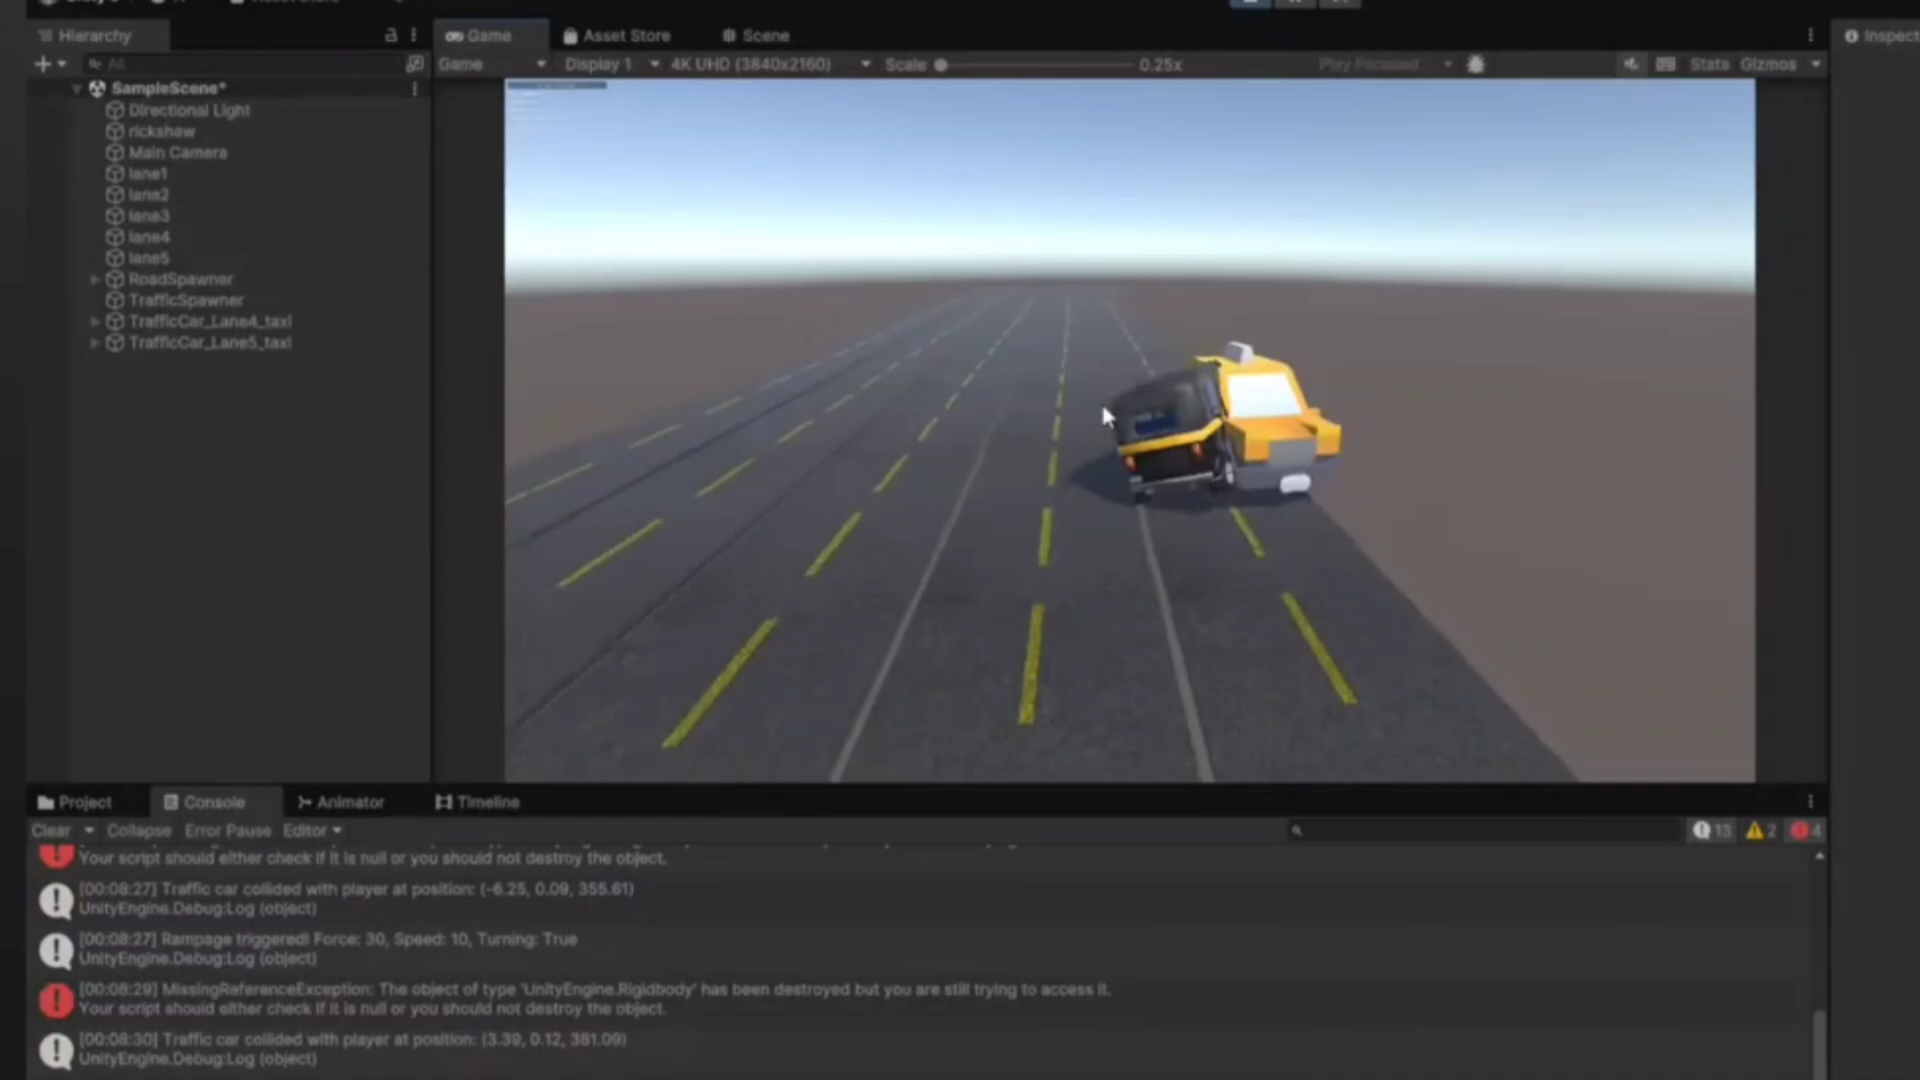 Hierarchy
Game
Asset Store
Scene
Inspect
All
Game
Display 1
4K UHD (3840x2160)
Scale
0.25x
Play Focused
Stats
Gizmos
SampleScene*
Directional Light
rickshaw
Main Camera
lane1
lane2
lane3
lane4
lane5
RoadSpawner
TrafficSpawner
TrafficCar_Lane4_taxi
TrafficCar_Lane5_taxi
Project
Console
Animator
Timeline
Clear
Collapse
Error Pause
Editor
13
2
4
Your script should either check if it is null or you should not destroy the object.
[00:08:27] Traffic car collided with player at position: (-6.25, 0.09, 355.61)
UnityEngine.Debug:Log (object)
[00:08:27] Rampage triggered! Force: 30, Speed: 10, Turning: True
UnityEngine.Debug:Log (object)
[00:08:29] MissingReferenceException: The object of type 'UnityEngine.Rigidbody' has been destroyed but you are still trying to access it.
Your script should either check if it is null or you should not destroy the object.
[00:08:30] Traffic car collided with player at position: (3.39, 0.12, 381.09)
UnityEngine.Debug:Log (object)